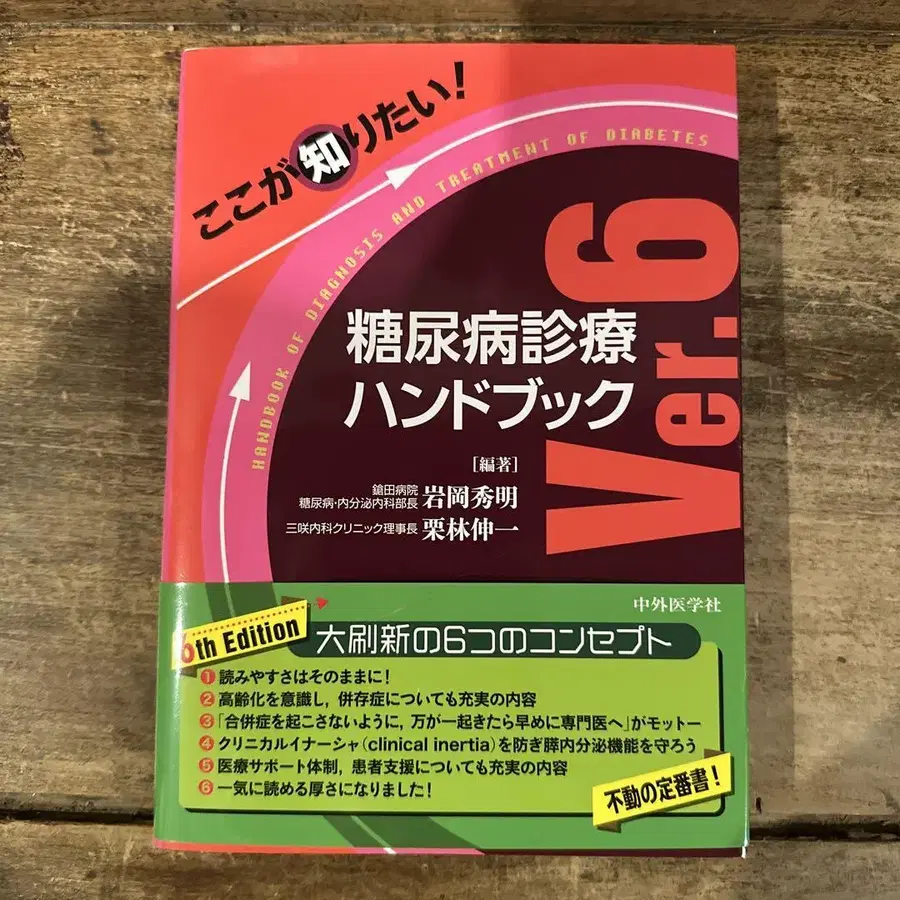 ここが知りたい!
HANDBOOK OF DIAGNOSIS AND TREATMENT OF DIABETES
Ver.6
糖尿病診療
ハンドブック
[編著]
鎗田病院
糖尿病・内分泌内科部長 岩岡秀明
三咲内科クリニック理事長 栗林伸一
中外医学社
6th Edition
大刷新の6つのコンセプト
1 読みやすさはそのままに!
2 高齢化を意識し,併存症についても充実の内容
3 「合併症を起こさないように,万が一起きたら早めに専門医へ」がモットー
4 クリニカルイナーシャ(clinical inertia)を防ぎ膵内分泌機能を守ろう
5 医療サポート体制,患者支援についても充実の内容
6 一気に読める厚さになりました!
不動の定番書!